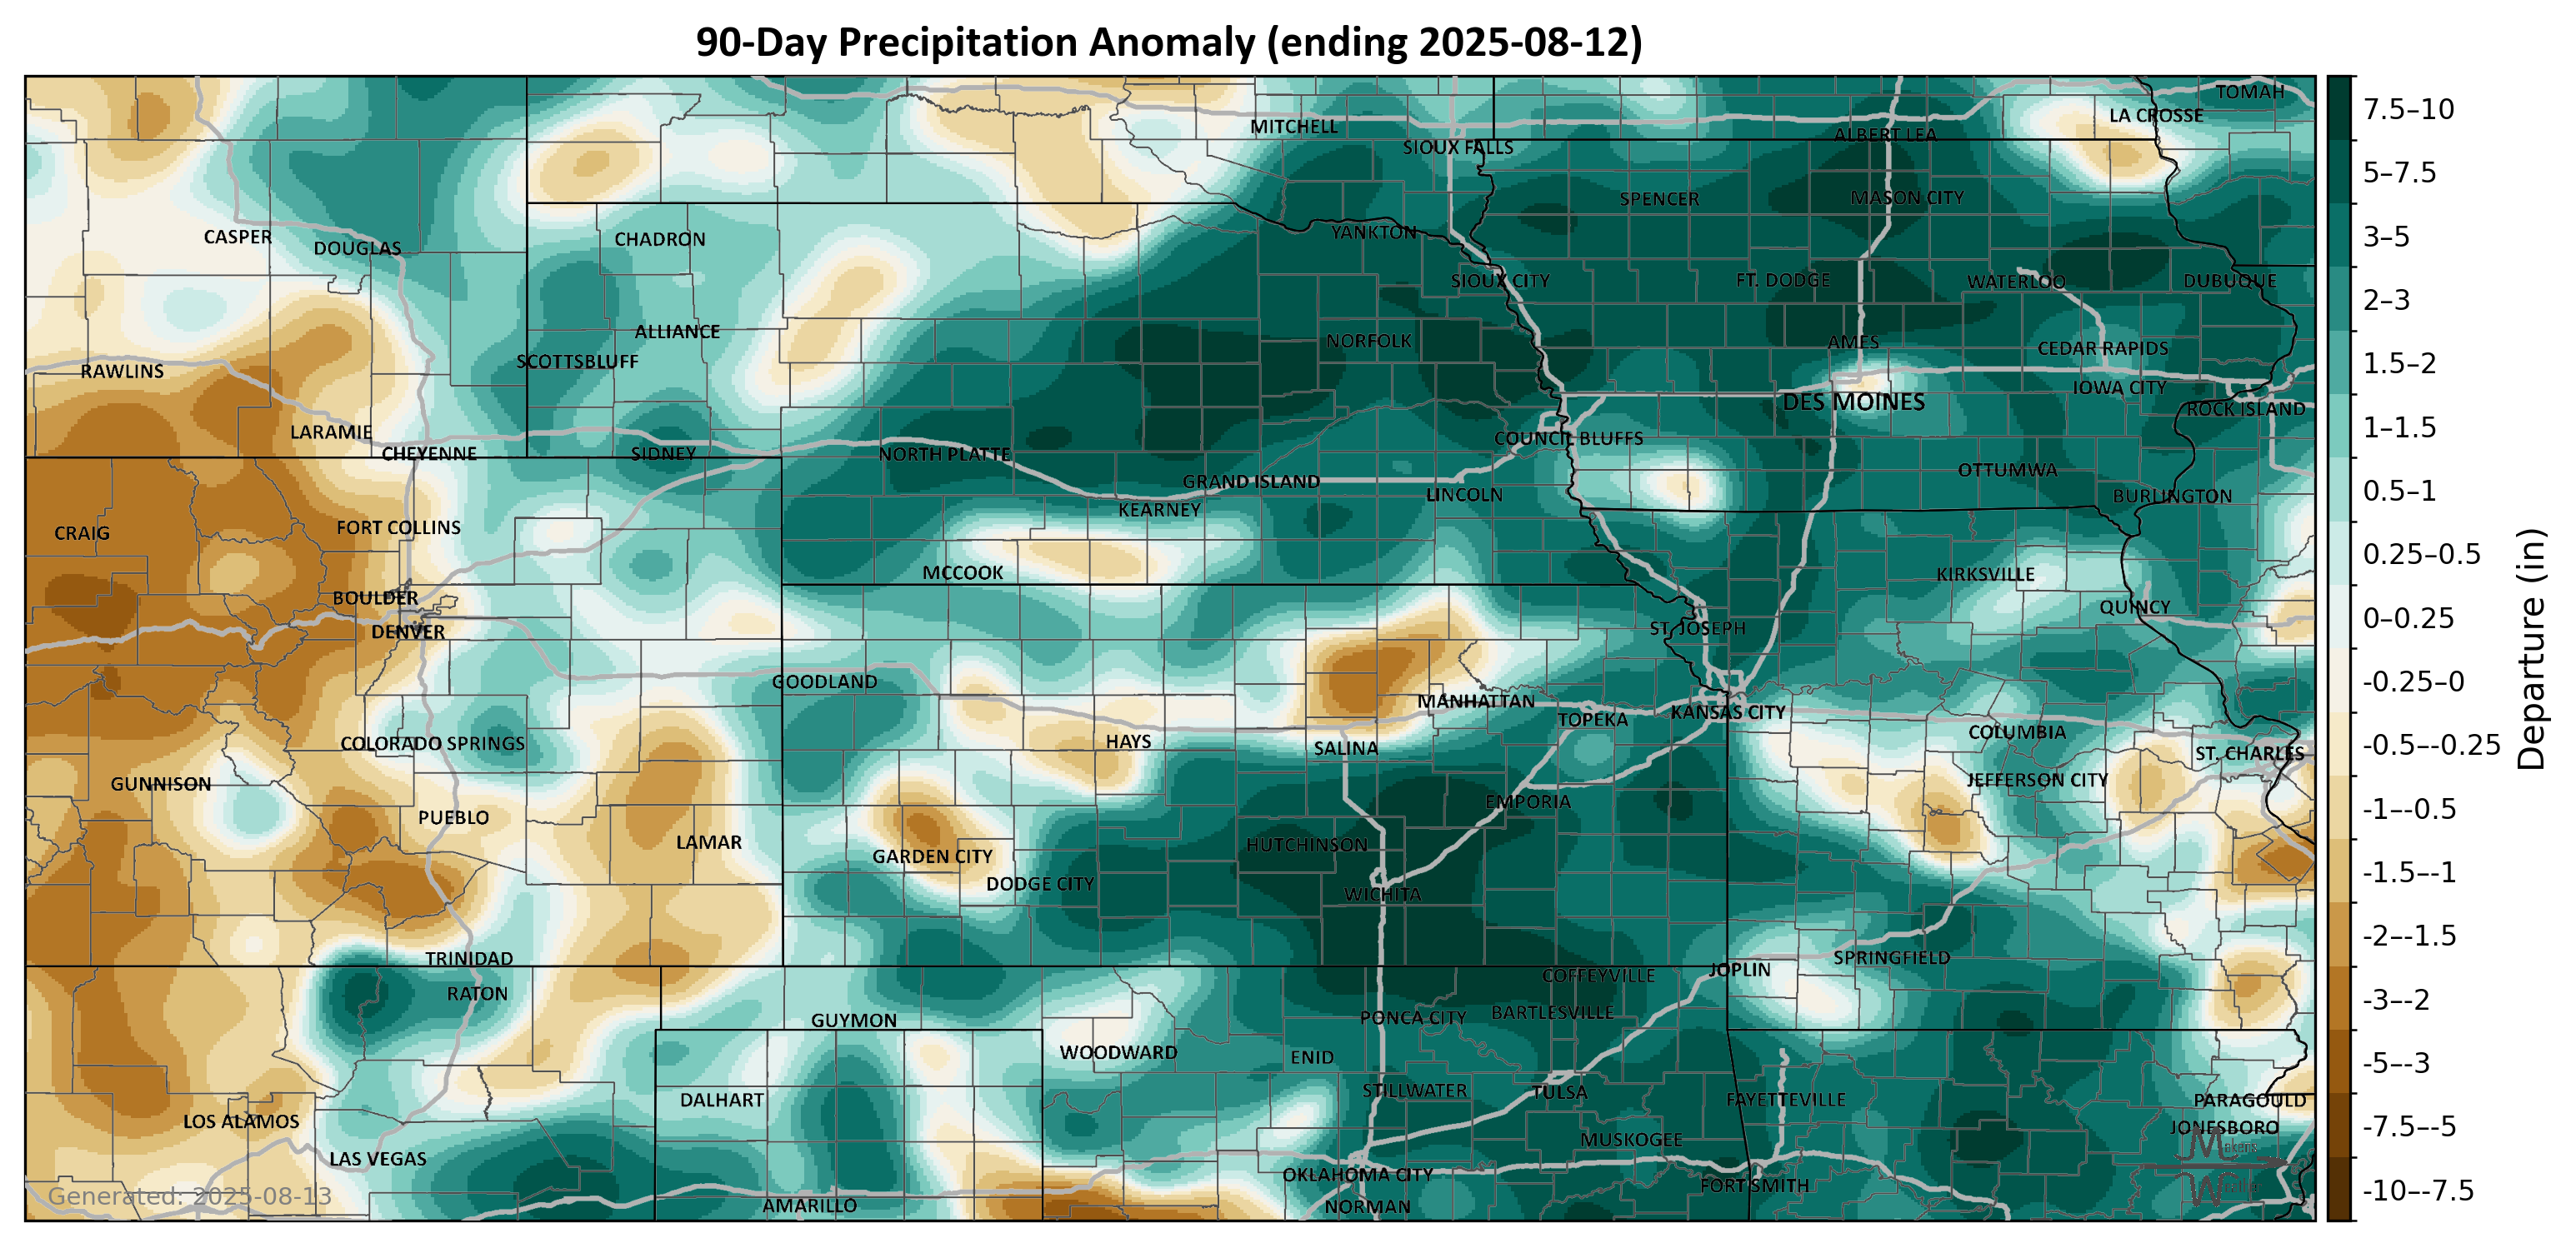 90-Day Precipitation Anomaly (ending 2025-08-12)
TOMAH
LA CROSSE
MITCHELL
ALBERT LEA
SIOUX FALLS
SPENCER
MASON CITY
YANKTON
CASPER
DOUGLAS
CHADRON
SIOUX CITY
FT. DODGE
WATERLOO
DUBUQUE
ALLIANCE
NORFOLK
AMES
CEDAR RAPIDS
SCOTTSBLUFF
RAWLINS
IOWA CITY
DES MOINES
ROCK ISLAND
LARAMIE
COUNCIL BLUFFS
CHEYENNE
SIDNEY
NORTH PLATTE
OTTUMWA
GRAND ISLAND
LINCOLN
BURLINGTON
KEARNEY
CRAIG
FORT COLLINS
MCCOOK
KIRKSVILLE
BOULDER
QUINCY
DENVER
ST. JOSEPH
GOODLAND
MANHATTAN
TOPEKA
KANSAS CITY
COLUMBIA
COLORADO SPRINGS
HAYS
SALINA
ST. CHARLES
GUNNISON
JEFFERSON CITY
EMPORIA
PUEBLO
LAMAR
HUTCHINSON
GARDEN CITY
DODGE CITY
WICHITA
TRINIDAD
SPRINGFIELD
JOPLIN
COFFEYVILLE
RATON
BARTLESVILLE
GUYMON
PONCA CITY
WOODWARD
ENID
STILLWATER
TULSA
DALHART
FAYETTEVILLE
PARAGOULD
LOS ALAMOS
JONESBORO
MUSKOGEE
LAS VEGAS
OKLAHOMA CITY
FORT SMITH
AMARILLO
NORMAN
Generated: 2025-08-13
7.5–10
5–7.5
3–5
2–3
1.5–2
1–1.5
0.5–1
0.25–0.5
0–0.25
-0.25–0
-0.5–-0.25
-1–-0.5
-1.5–-1
-2–-1.5
-3–-2
-5–-3
-7.5–-5
-10–-7.5
Departure (in)